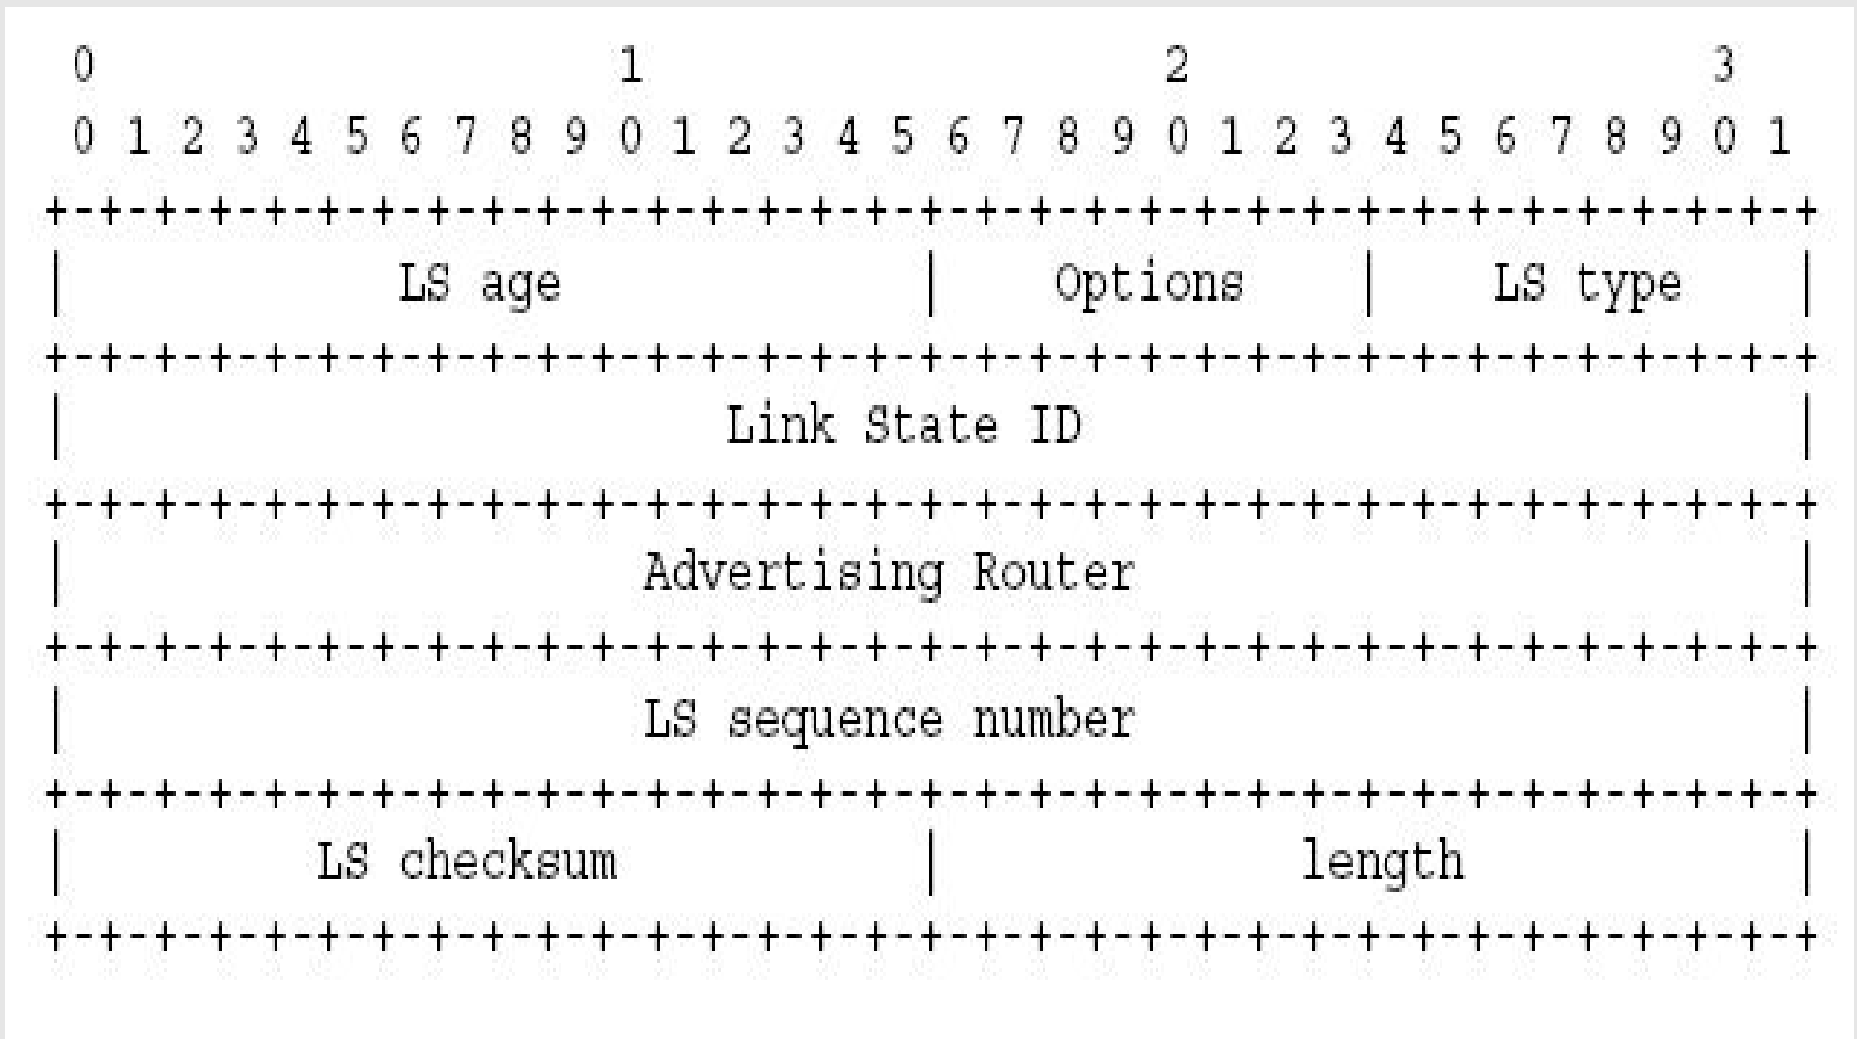 0 1 2 3
0 1 2 3 4 5 6 7 8 9 0 1 2 3 4 5 6 7 8 9 0 1 2 3 4 5 6 7 8 9 0 1
+-+-+-+-+-+-+-+-+-+-+-+-+-+-+-+-+-+-+-+-+-+-+-+-+-+-+-+-+-+-+-+-+
| LS age | Options | LS type |
+-+-+-+-+-+-+-+-+-+-+-+-+-+-+-+-+-+-+-+-+-+-+-+-+-+-+-+-+-+-+-+-+
| Link State ID |
+-+-+-+-+-+-+-+-+-+-+-+-+-+-+-+-+-+-+-+-+-+-+-+-+-+-+-+-+-+-+-+-+
| Advertising Router |
+-+-+-+-+-+-+-+-+-+-+-+-+-+-+-+-+-+-+-+-+-+-+-+-+-+-+-+-+-+-+-+-+
| LS sequence number |
+-+-+-+-+-+-+-+-+-+-+-+-+-+-+-+-+-+-+-+-+-+-+-+-+-+-+-+-+-+-+-+-+
| LS checksum | length |
+-+-+-+-+-+-+-+-+-+-+-+-+-+-+-+-+-+-+-+-+-+-+-+-+-+-+-+-+-+-+-+-+